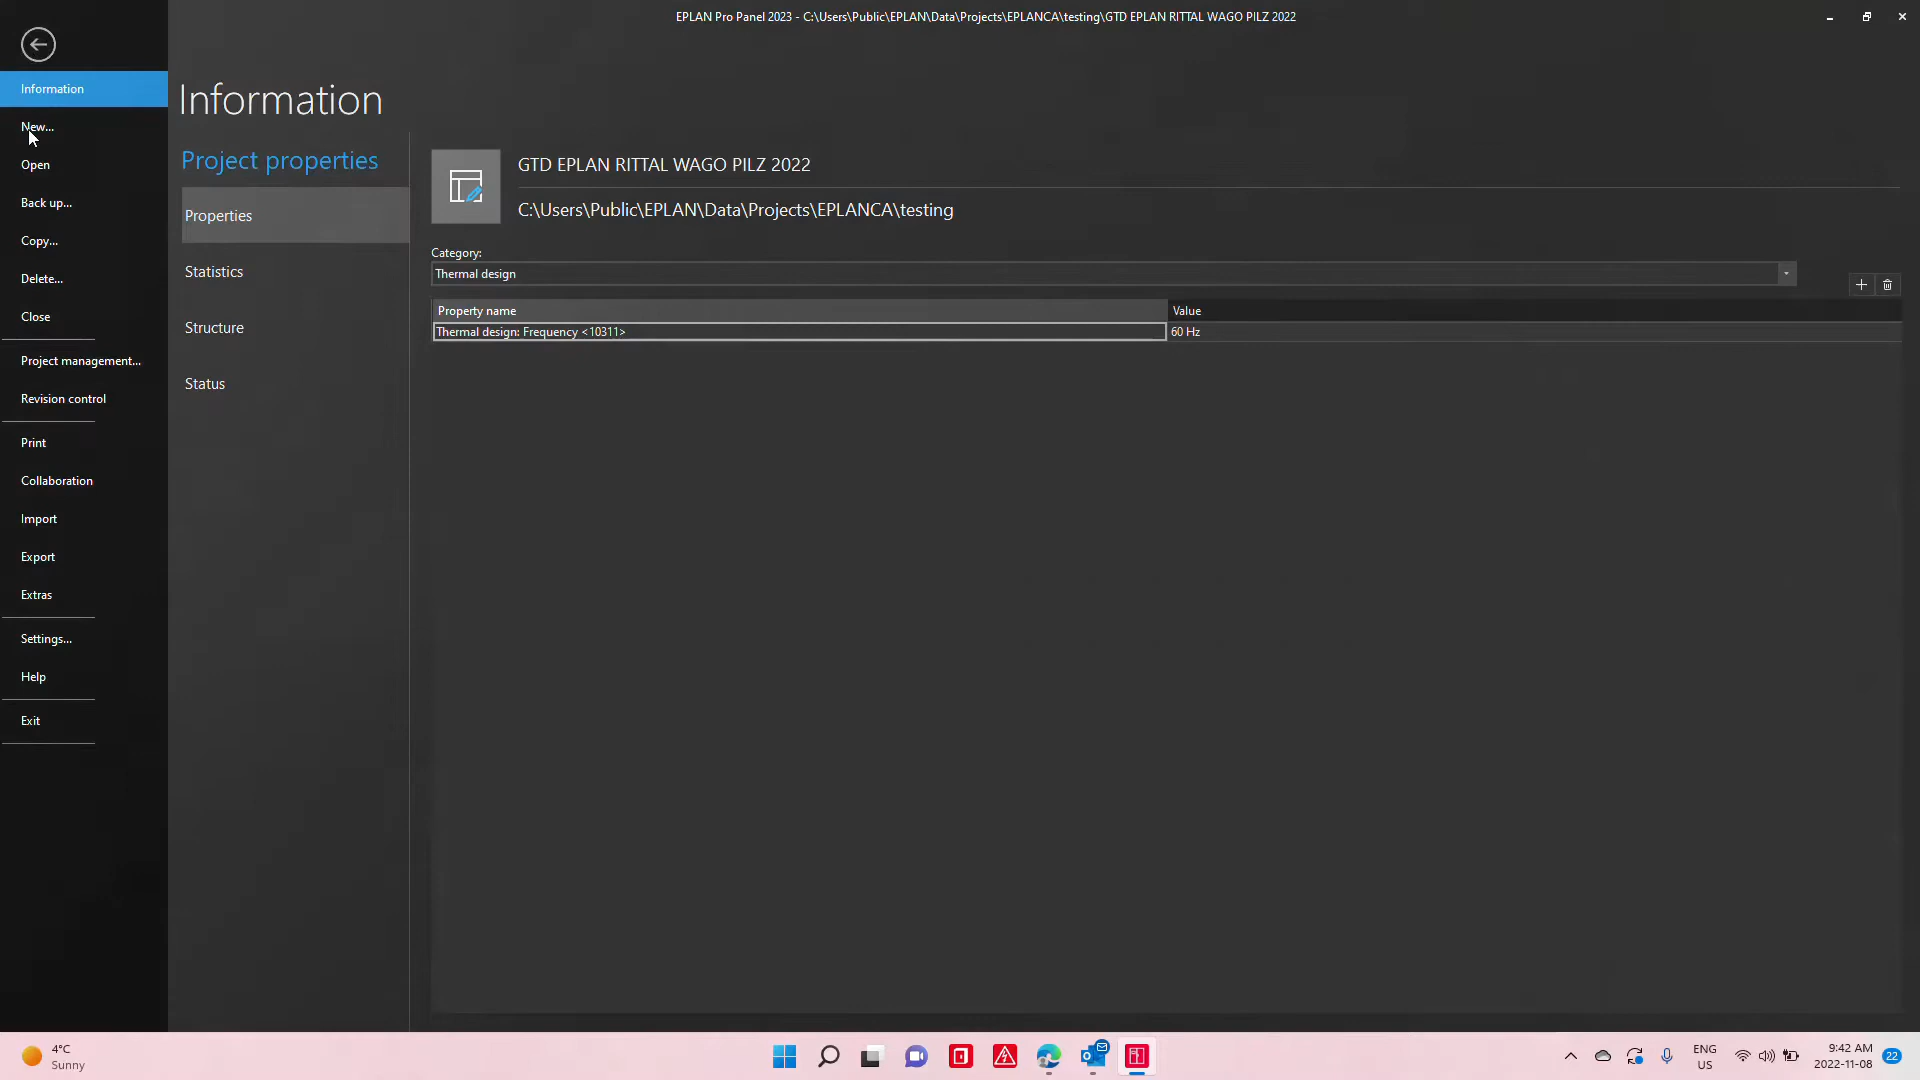 EPLAN Pro Panel 2023 - C:\Users\Public\EPLAN\Data\Projects\EPLANCA\testing\GTD EPLAN RITTAL WAGO PILZ 2022
Information
New...
Open
Back up...
Copy...
Delete...
Close
Project management...
Revision control
Print
Collaboration
Import
Export
Extras
Settings...
Help
Exit
Information
Project properties
Properties
Statistics
Structure
Status
GTD EPLAN RITTAL WAGO PILZ 2022
C:\Users\Public\EPLAN\Data\Projects\EPLANCA\testing
Category:
Thermal design
Property name Value
Thermal design: Frequency <10311> 60 Hz
4°C
Sunny
ENG
US
9:42 AM
2022-11-08
22